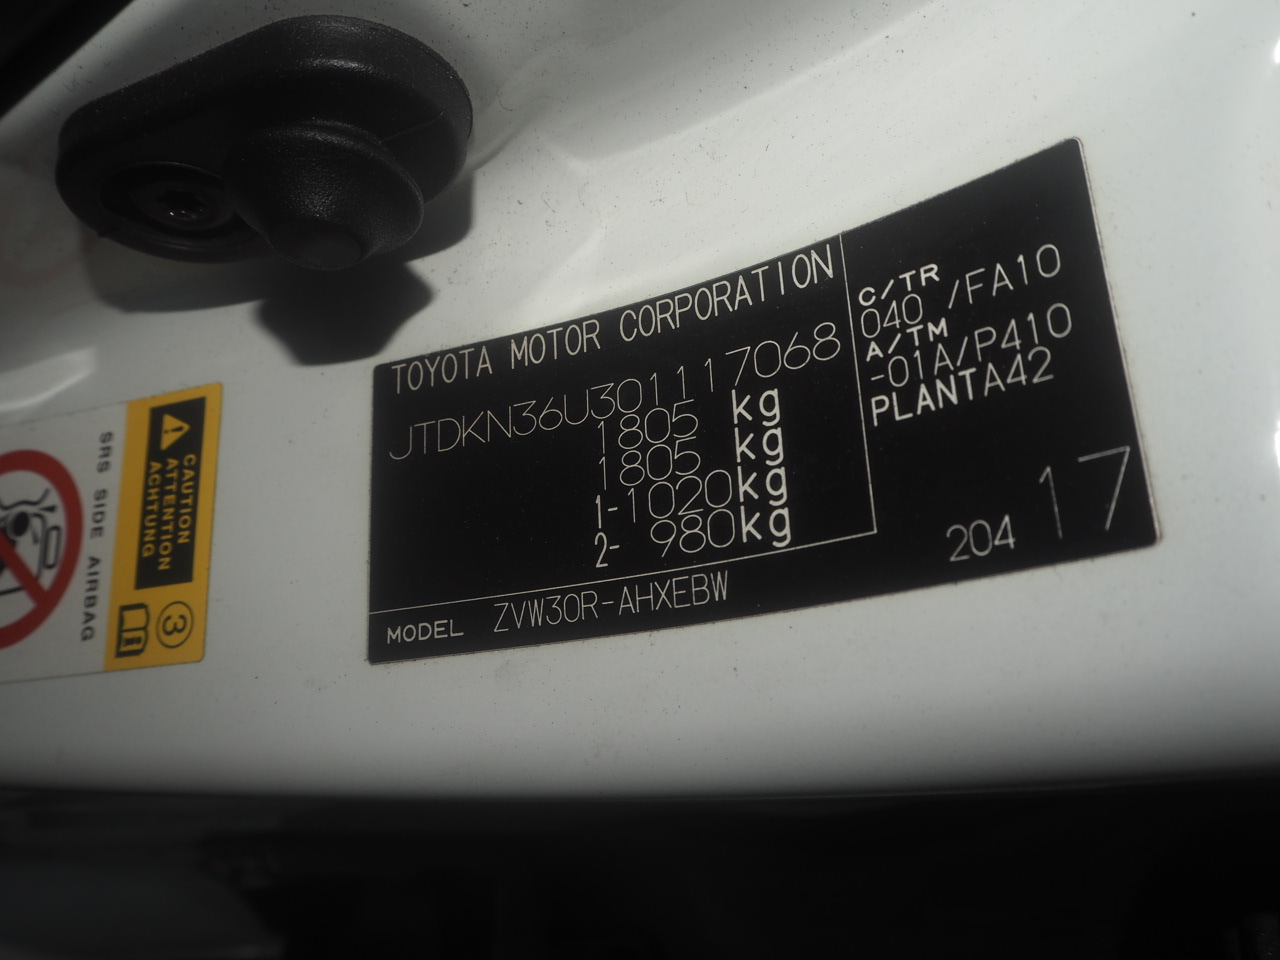 TOYOTA MOTOR CORPORATION
JTDKN36U301117068
1805 kg
1805 kg
1-1020kg
2- 980kg
MODEL ZVW30R-AHXEBW
C/TR
040 /FA10
A/TM
-01A/P410
PLANTA42
204 17
CAUTION
ATTENTION
ACHTUNG
3
SRS SIDE AIRBAG